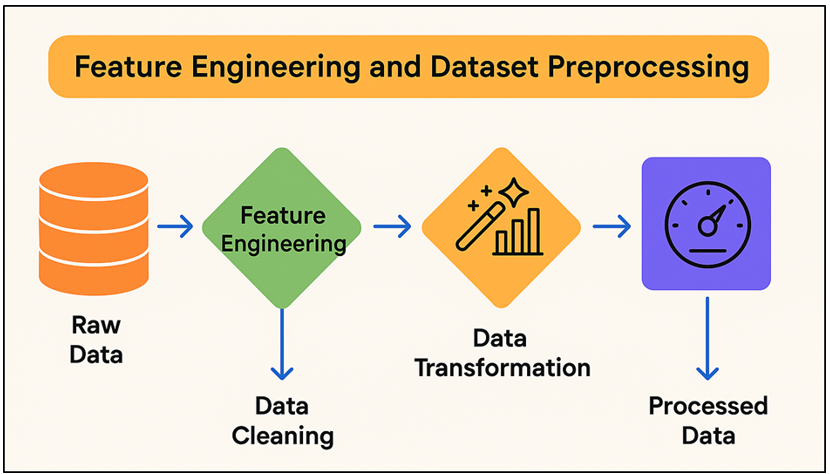 Feature Engineering and Dataset Preprocessing
Feature
Engineering
Raw
Data
Data
Transformation
Data
Cleaning
Processed
Data